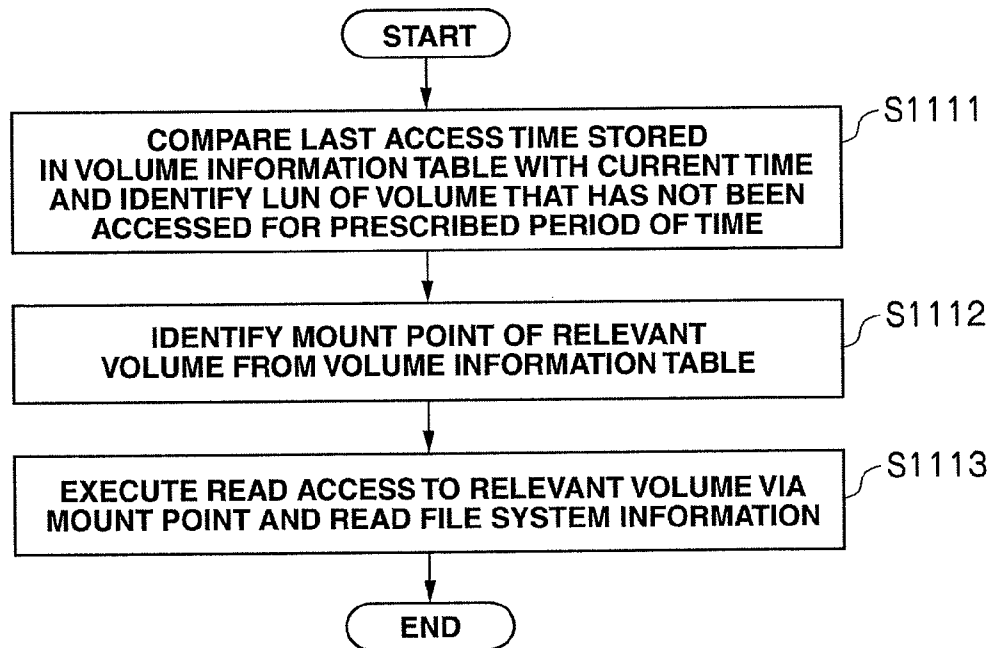 START
S1111
COMPARE LAST ACCESS TIME STORED
IN VOLUME INFORMATION TABLE WITH CURRENT TIME
AND IDENTIFY LUN OF VOLUME THAT HAS NOT BEEN
ACCESSED FOR PRESCRIBED PERIOD OF TIME
S1112
IDENTIFY MOUNT POINT OF RELEVANT
VOLUME FROM VOLUME INFORMATION TABLE
S1113
EXECUTE READ ACCESS TO RELEVANT VOLUME VIA
MOUNT POINT AND READ FILE SYSTEM INFORMATION
END